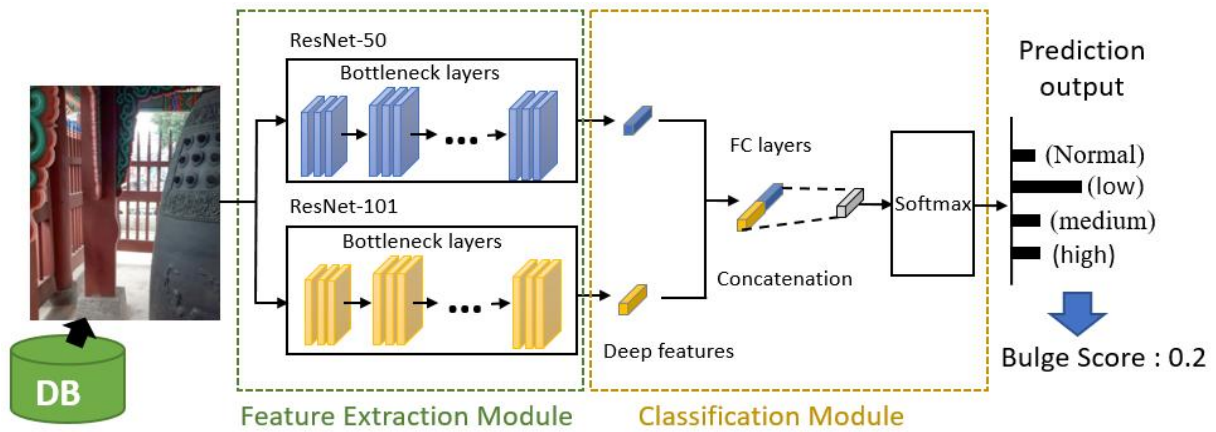 ResNet-50
Bottleneck layers
ResNet-101
Bottleneck layers
DB
Feature Extraction Module
FC layers
Concatenation
Deep features
Softmax
Classification Module
Prediction
output
(Normal)
(low)
(medium)
(high)
Bulge Score : 0.2